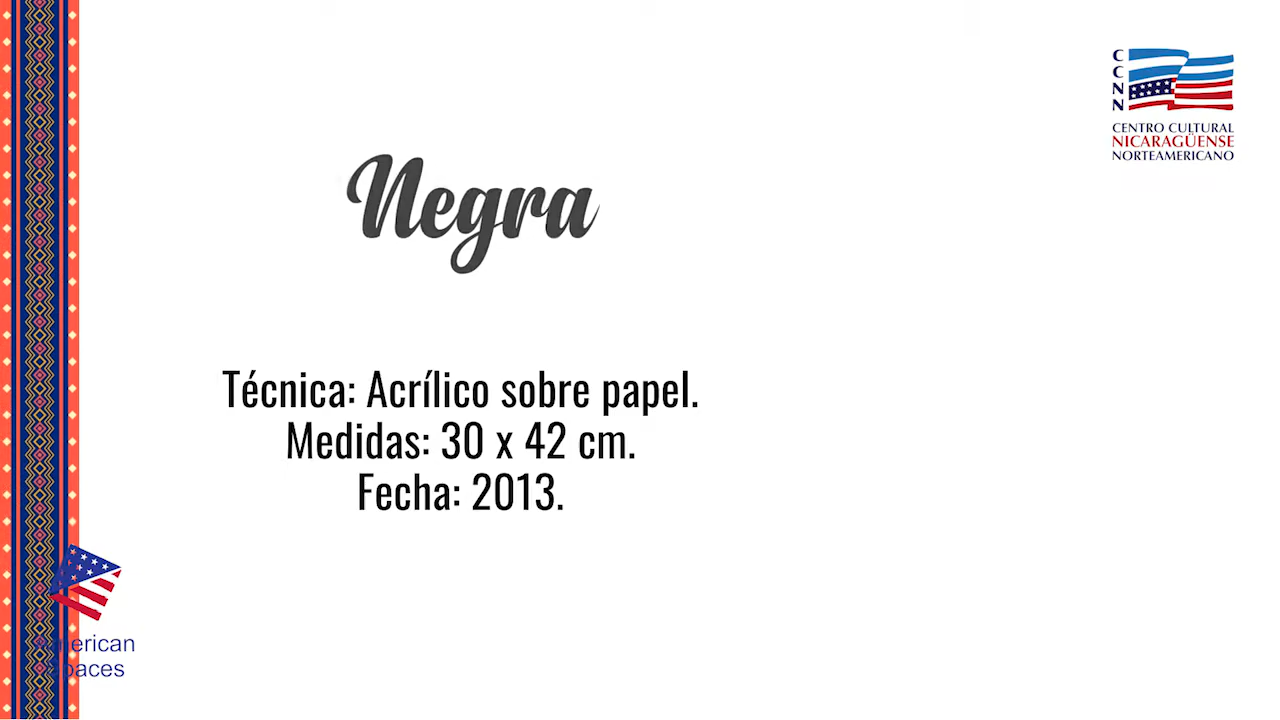 CCNN
CENTRO CULTURAL
NICARAGÜENSE
NORTEAMERICANO
Negra
Técnica: Acrílico sobre papel.
Medidas: 30 x 42 cm.
Fecha: 2013.
American
Spaces